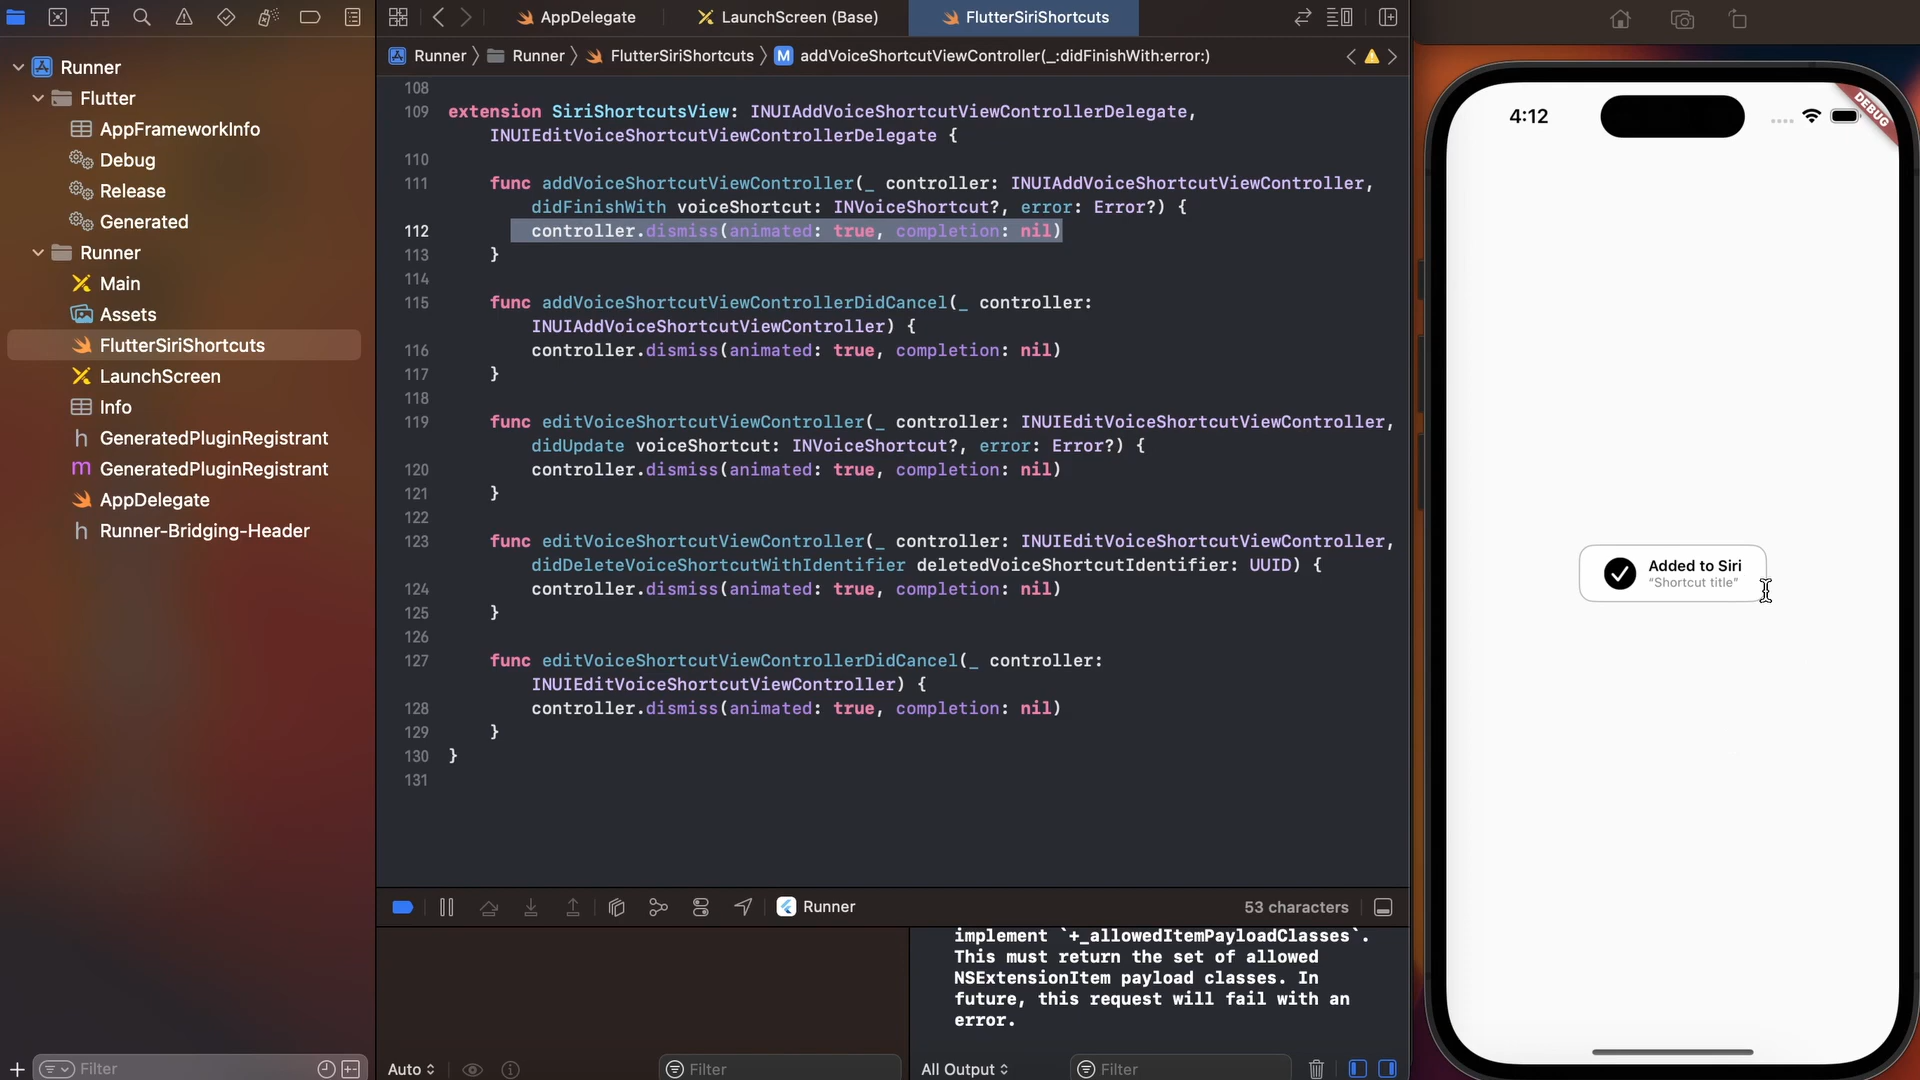 Runner
Flutter
AppFrameworkInfo
Debug
Release
Generated
Runner
Main
Assets
FlutterSiriShortcuts
LaunchScreen
Info
h GeneratedPluginRegistrant
m GeneratedPluginRegistrant
AppDelegate
h Runner-Bridging-Header
Filter
AppDelegate
LaunchScreen (Base)
FlutterSiriShortcuts
Runner Runner FlutterSiriShortcuts M addVoiceShortcutViewController(_:didFinishWith:error:)
108
109 extension SiriShortcutsView: INUIAddVoiceShortcutViewControllerDelegate,
INUIEditVoiceShortcutViewControllerDelegate {
110
111 func addVoiceShortcutViewController(_ controller: INUIAddVoiceShortcutViewController,
didFinishWith voiceShortcut: INVoiceShortcut?, error: Error?) {
112 controller.dismiss(animated: true, completion: nil)
113 }
114
115 func addVoiceShortcutViewControllerDidCancel(_ controller:
INUIAddVoiceShortcutViewController) {
116 controller.dismiss(animated: true, completion: nil)
117 }
118
119 func editVoiceShortcutViewController(_ controller: INUIEditVoiceShortcutViewController,
didUpdate voiceShortcut: INVoiceShortcut?, error: Error?) {
120 controller.dismiss(animated: true, completion: nil)
121 }
122
123 func editVoiceShortcutViewController(_ controller: INUIEditVoiceShortcutViewController,
didDeleteVoiceShortcutWithIdentifier deletedVoiceShortcutIdentifier: UUID) {
124 controller.dismiss(animated: true, completion: nil)
125 }
126
127 func editVoiceShortcutViewControllerDidCancel(_ controller:
INUIEditVoiceShortcutViewController) {
128 controller.dismiss(animated: true, completion: nil)
129 }
130 }
131
Runner
53 characters
implement `+_allowedItemPayloadClasses`.
This must return the set of allowed
NSExtensionItem payload classes. In
future, this request will fail with an
error.
Auto
Filter
All Output
Filter
4:12
DEBUG
Added to Siri
"Shortcut title"